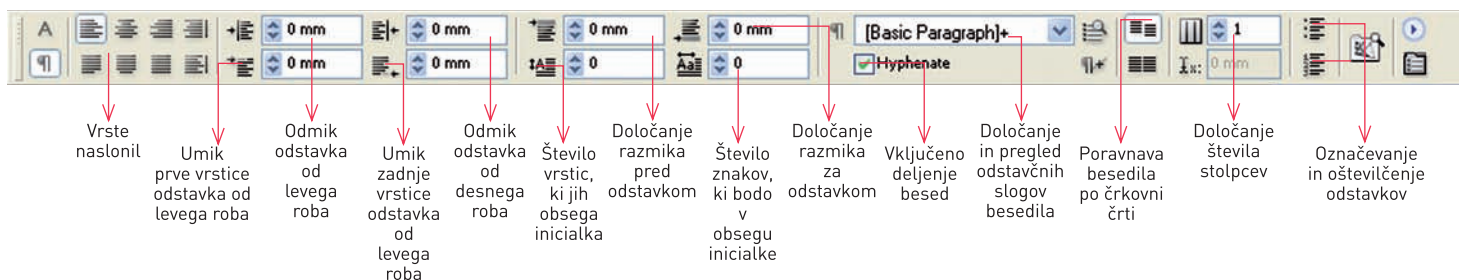 A 0 mm 0 mm 0 mm 0 mm [Basic Paragraph]+ 1
0 mm 0 mm 0 0 Hyphenate 0 mm
Vrste
naslonil
Umik
prve vrstice
odstavka od
levega roba
Odmik
odstavka
od
levega
roba
Umik
zadnje
vrstice
odstavka
od
levega
roba
Odmik
odstavka
od
desnega
roba
Število
vrstic,
ki jih
obsega
inicialka
Določanje
razmika
pred
odstavkom
Število
znakov,
ki bodo
v
obsegu
inicialke
Določanje
razmika
za
odstavkom
Vključeno
deljenje
besed
Določanje
in pregled
odstavčnih
slogov
besedila
Poravnava
besedila
po črkovni
črti
Določanje
števila
stolpcev
Označevanje
in oštevilčenje
odstavkov